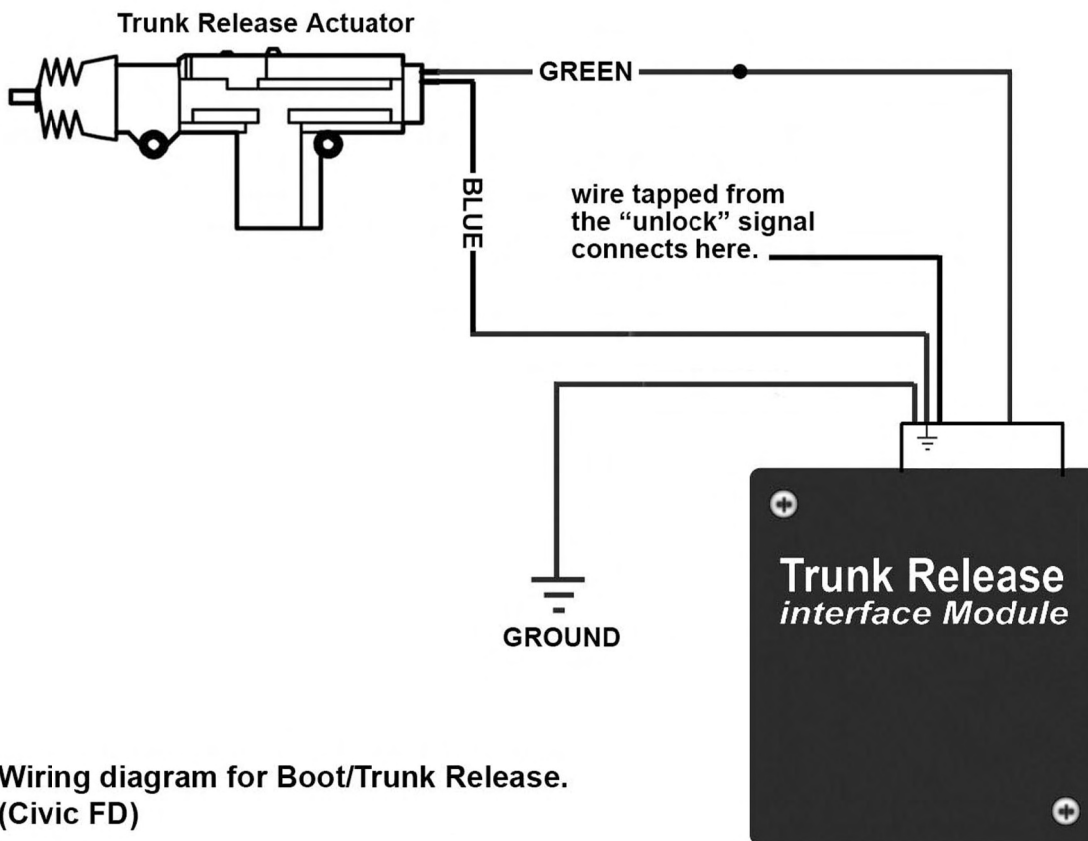 Trunk Release Actuator
GREEN
BLUE
wire tapped from
the “unlock” signal
connects here.
GROUND
Trunk Release
interface Module
Wiring diagram for Boot/Trunk Release.
(Civic FD)